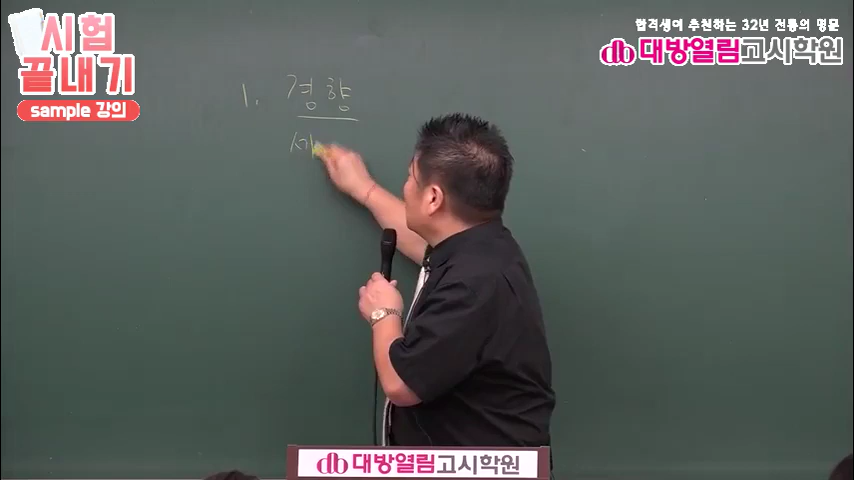 시험
끝내기
sample 강의
합격생이 추천하는 32년 전통의 명문
db 대방열림고시학원
1. 경향
세
db 대방열림고시학원